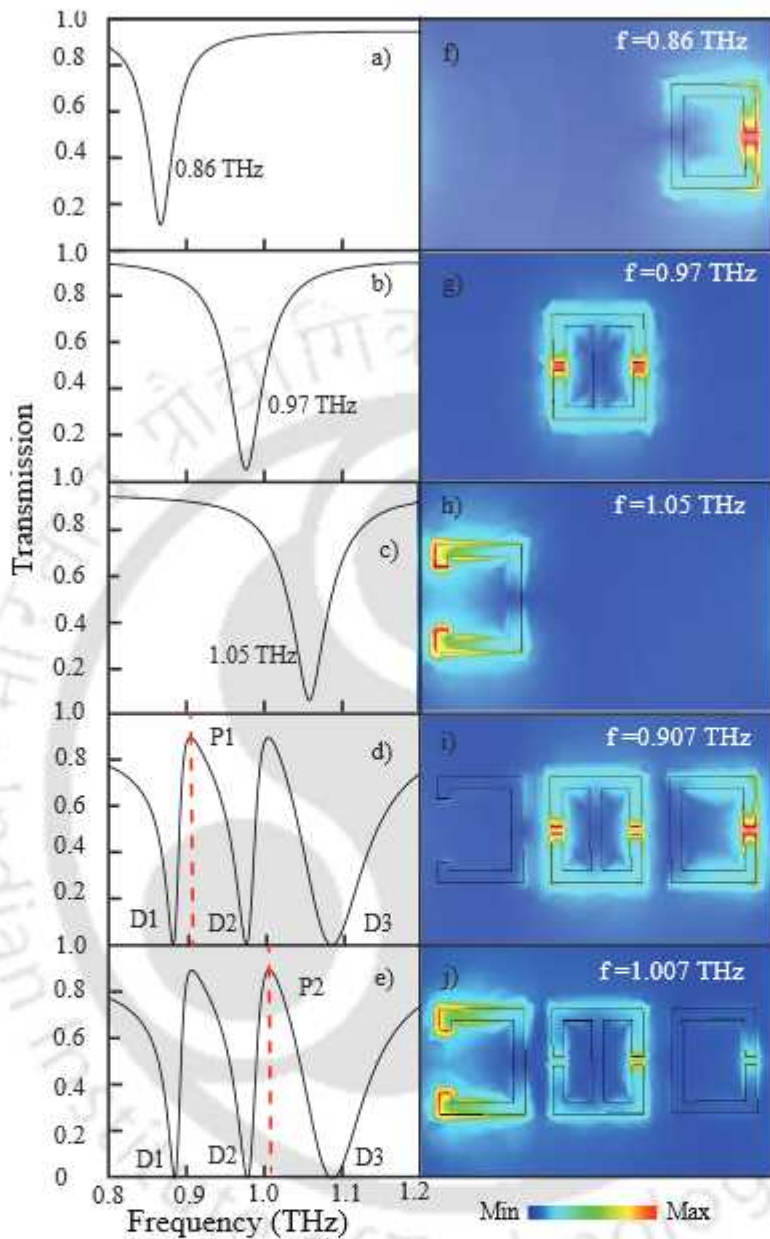 1.0
0.8
0.6
0.4
0.2
a)
0.86 THz
f)
f =0.86 THz
1.0
0.8
0.6
0.4
0.2
b)
0.97 THz
g)
f =0.97 THz
1.0
0.8
0.6
0.4
0.2
c)
1.05 THz
h)
f =1.05 THz
1.0
0.8
0.6
0.4
0.2
d)
P1
D1
D2
D3
i)
f =0.907 THz
1.0
0.8
0.6
0.4
0.2
0
e)
P2
D1
D2
D3
j)
f =1.007 THz
Transmission
0.8
0.9
1.0
1.1
1.2
Frequency (THz)
Min
Max